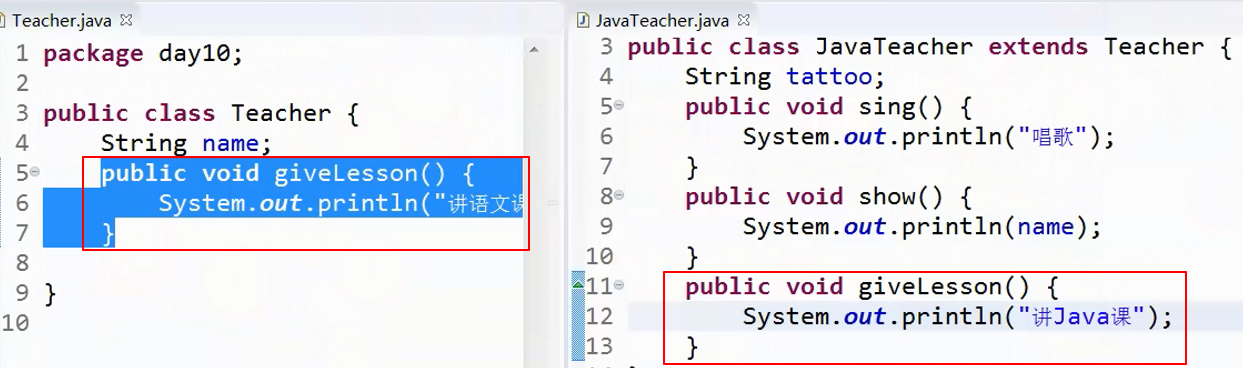 Teacher.java
1 package day10;
2
3 public class Teacher {
4 String name;
5 public void giveLesson() {
6 System.out.println("讲语文课
7 }
8
9 }
10
JavaTeacher.java
3 public class JavaTeacher extends Teacher {
4 String tattoo;
5 public void sing() {
6 System.out.println("唱歌");
7 }
8 public void show() {
9 System.out.println(name);
10 }
11 public void giveLesson() {
12 System.out.println("讲Java课");
13 }